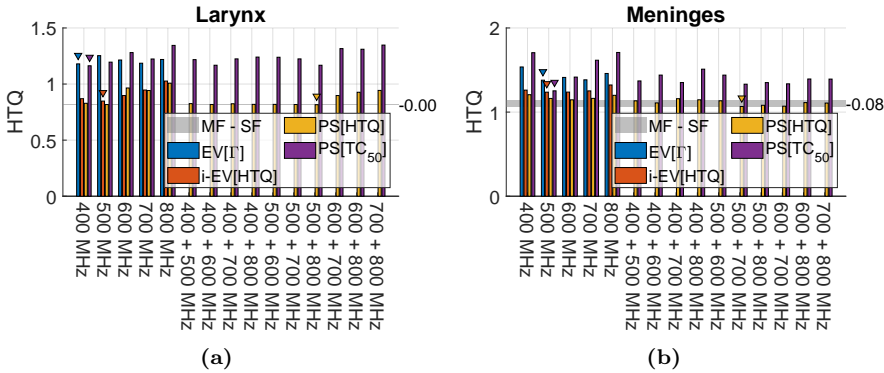 Larynx
1.5
1
0.5
0
HTQ
-0.00
MF - SF
EV[Γ]
i-EV[HTQ]
PS[HTQ]
PS[TC50]
400 MHz
500 MHz
600 MHz
700 MHz
800 MHz
400 + 500 MHz
400 + 600 MHz
400 + 700 MHz
400 + 800 MHz
500 + 600 MHz
500 + 700 MHz
500 + 800 MHz
600 + 700 MHz
600 + 800 MHz
700 + 800 MHz
(a)
Meninges
2
1
0
HTQ
-0.08
MF - SF
EV[Γ]
i-EV[HTQ]
PS[HTQ]
PS[TC50]
400 MHz
500 MHz
600 MHz
700 MHz
800 MHz
400 + 500 MHz
400 + 600 MHz
400 + 700 MHz
400 + 800 MHz
500 + 600 MHz
500 + 700 MHz
500 + 800 MHz
600 + 700 MHz
600 + 800 MHz
700 + 800 MHz
(b)